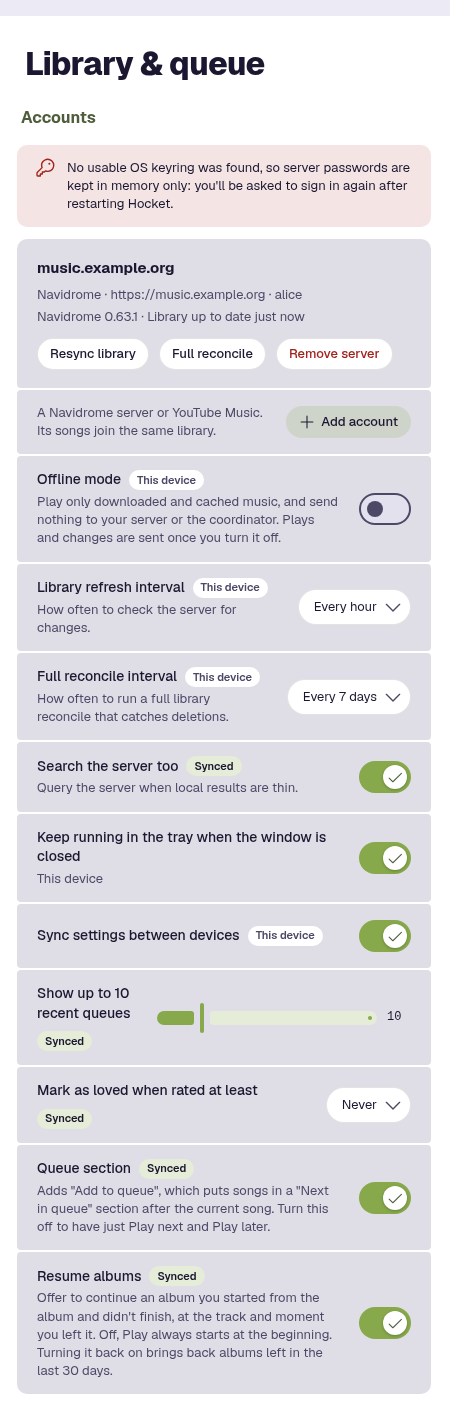 Library & queue
Accounts
No usable OS keyring was found, so server passwords are
kept in memory only: you'll be asked to sign in again after
restarting Hocket.
music.example.org
Navidrome · https://music.example.org · alice
Navidrome 0.63.1 · Library up to date just now
Resync library Full reconcile Remove server
A Navidrome server or YouTube Music.
Its songs join the same library.
Add account
Offline mode This device
Play only downloaded and cached music, and send
nothing to your server or the coordinator. Plays
and changes are sent once you turn it off.
Library refresh interval This device
How often to check the server for
changes.
Every hour
Full reconcile interval This device
How often to run a full library
reconcile that catches deletions.
Every 7 days
Search the server too Synced
Query the server when local results are thin.
Keep running in the tray when the window is
closed
This device
Sync settings between devices This device
Show up to 10
recent queues
Synced
10
Mark as loved when rated at least
Synced
Never
Queue section Synced
Adds "Add to queue", which puts songs in a "Next
in queue" section after the current song. Turn this
off to have just Play next and Play later.
Resume albums Synced
Offer to continue an album you started from the
album and didn't finish, at the track and moment
you left it. Off, Play always starts at the beginning.
Turning it back on brings back albums left in the
last 30 days.